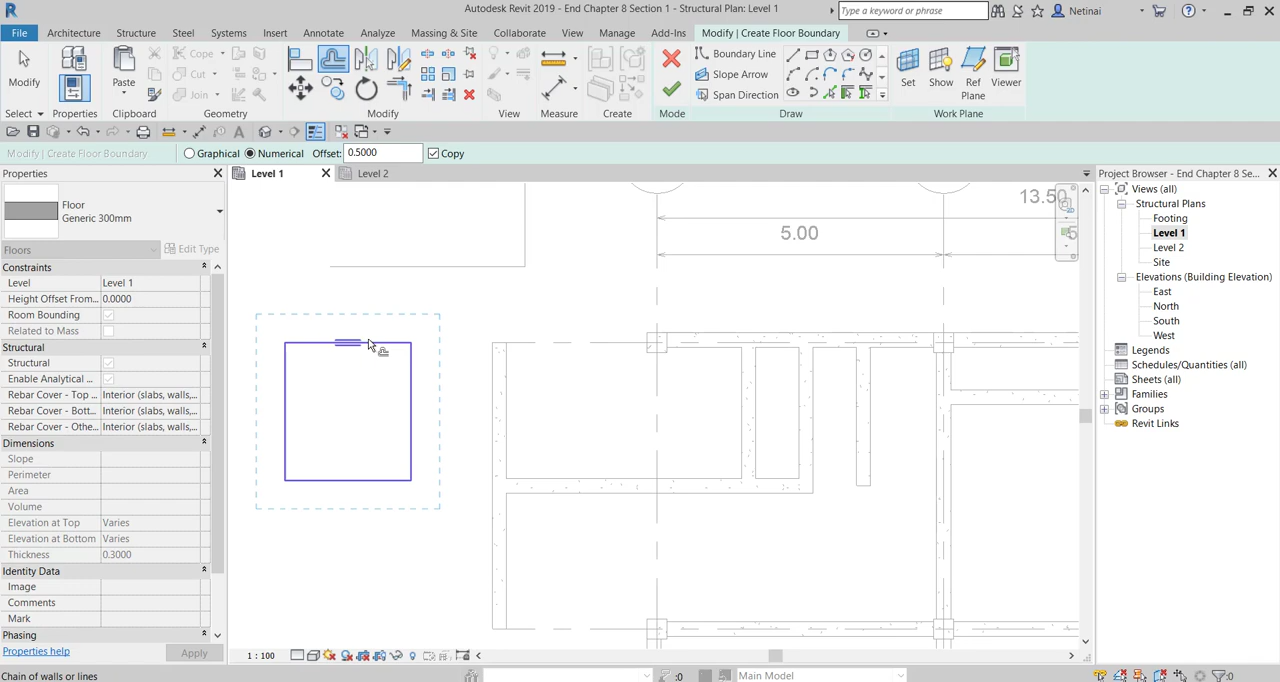 Autodesk Revit 2019 - End Chapter 8 Section 1 - Structural Plan: Level 1
Type a keyword or phrase
Netinai
File Architecture Structure Steel Systems Insert Annotate Analyze Massing & Site Collaborate View Manage Add-Ins Modify | Create Floor Boundary
Modify
Paste
Cope
Cut
Join
Boundary Line
Slope Arrow
Span Direction
Set Show Ref Plane Viewer
Select Properties Clipboard Geometry Modify View Measure Create Mode Draw Work Plane
Modify | Create Floor Boundary Graphical Numerical Offset: 0.5000 Copy
Properties
Level 1
Level 2
Project Browser - End Chapter 8 Se...
Floor
Generic 300mm
Floors Edit Type
Constraints
Level Level 1
Height Offset From... 0.0000
Room Bounding
Related to Mass
Structural
Structural
Enable Analytical ...
Rebar Cover - Top ... Interior (slabs, walls,...
Rebar Cover - Bott... Interior (slabs, walls,...
Rebar Cover - Othe... Interior (slabs, walls,...
Dimensions
Slope
Perimeter
Area
Volume
Elevation at Top Varies
Elevation at Bottom Varies
Thickness 0.3000
Identity Data
Image
Comments
Mark
Phasing
Properties help Apply
13.50
5.00
5
Views (all)
Structural Plans
Footing
Level 1
Level 2
Site
Elevations (Building Elevation)
East
North
South
West
Legends
Schedules/Quantities (all)
Sheets (all)
Families
Groups
Revit Links
1 : 100
Chain of walls or lines
:0
Main Model
:0